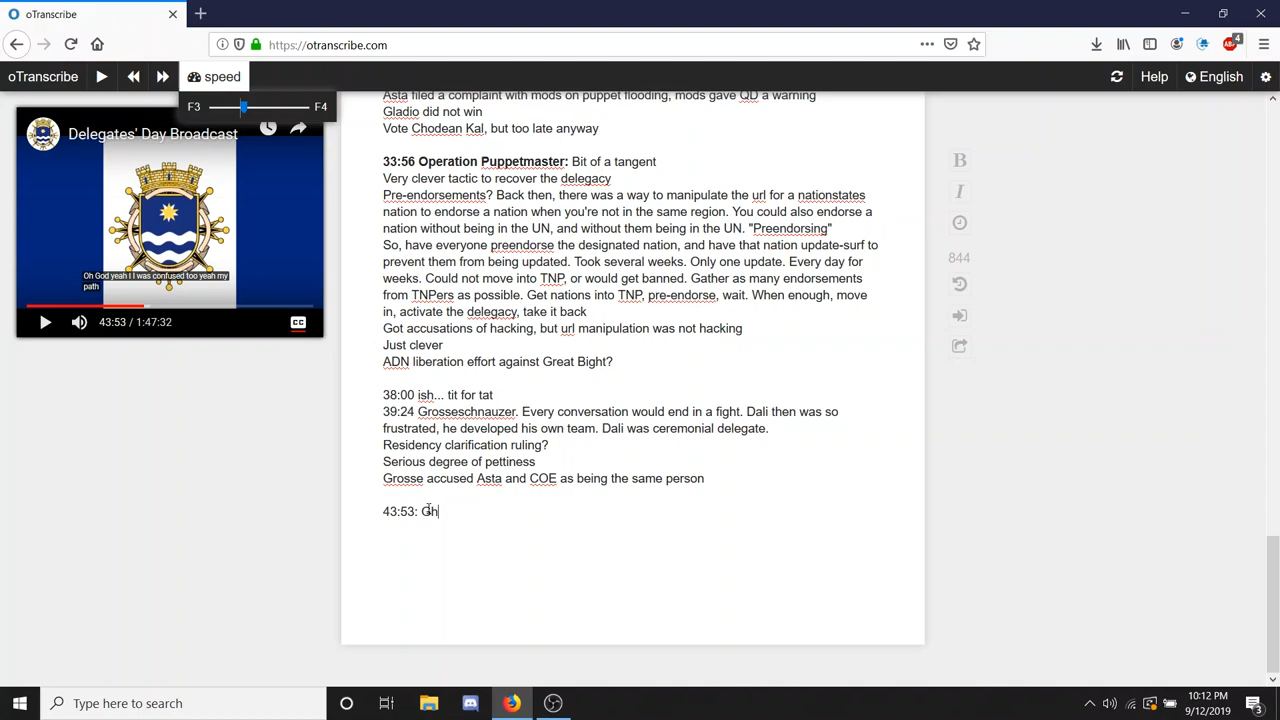 oTranscribe
https://otranscribe.com
4
oTranscribe
speed
Help
English
F3
F4
Delegates' Day Broadcast
Oh God yeah I I was confused too yeah my
path
43:53 / 1:47:32
CC
Asta filed a complaint with mods on puppet flooding, mods gave QD a warning
Gladio did not win
Vote Chodean Kal, but too late anyway
33:56 Operation Puppetmaster: Bit of a tangent
Very clever tactic to recover the delegacy
Pre-endorsements? Back then, there was a way to manipulate the url for a nationstates
nation to endorse a nation when you're not in the same region. You could also endorse a
nation without being in the UN, and without them being in the UN. "Preendorsing"
So, have everyone preendorse the designated nation, and have that nation update-surf to
prevent them from being updated. Took several weeks. Only one update. Every day for
weeks. Could not move into TNP, or would get banned. Gather as many endorsements
from TNPers as possible. Get nations into TNP, pre-endorse, wait. When enough, move
in, activate the delegacy, take it back
Got accusations of hacking, but url manipulation was not hacking
Just clever
ADN liberation effort against Great Bight?
38:00 ish... tit for tat
39:24 Grosseschnauzer. Every conversation would end in a fight. Dali then was so
frustrated, he developed his own team. Dali was ceremonial delegate.
Residency clarification ruling?
Serious degree of pettiness
Grosse accused Asta and COE as being the same person
43:53: Gh
B
I
844
Type here to search
10:12 PM
9/12/2019
3